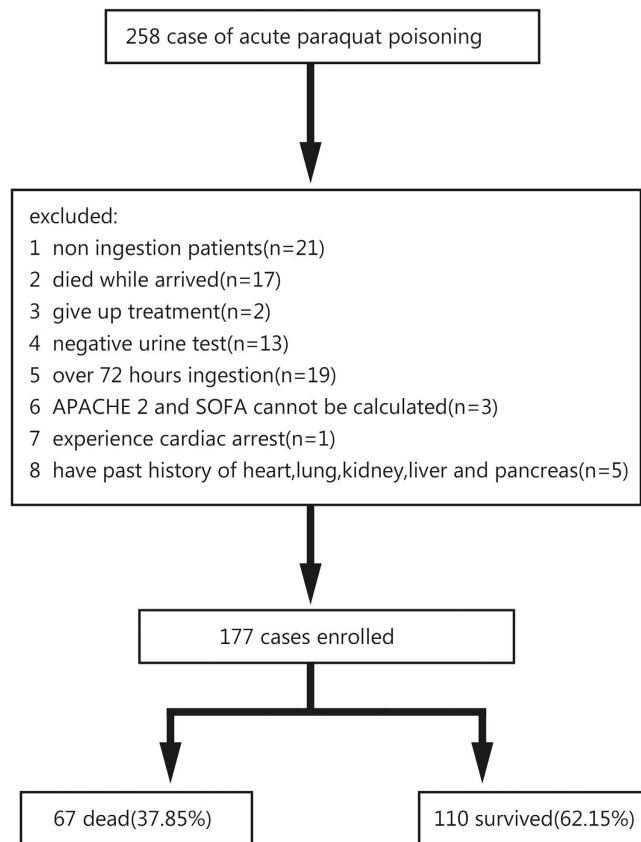 258 case of acute paraquat poisoning
excluded:
1 non ingestion patients(n=21)
2 died while arrived(n=17)
3 give up treatment(n=2)
4 negative urine test(n=13)
5 over 72 hours ingestion(n=19)
6 APACHE 2 and SOFA cannot be calculated(n=3)
7 experience cardiac arrest(n=1)
8 have past history of heart,lung,kidney,liver and pancreas(n=5)
177 cases enrolled
67 dead(37.85%)
110 survived(62.15%)